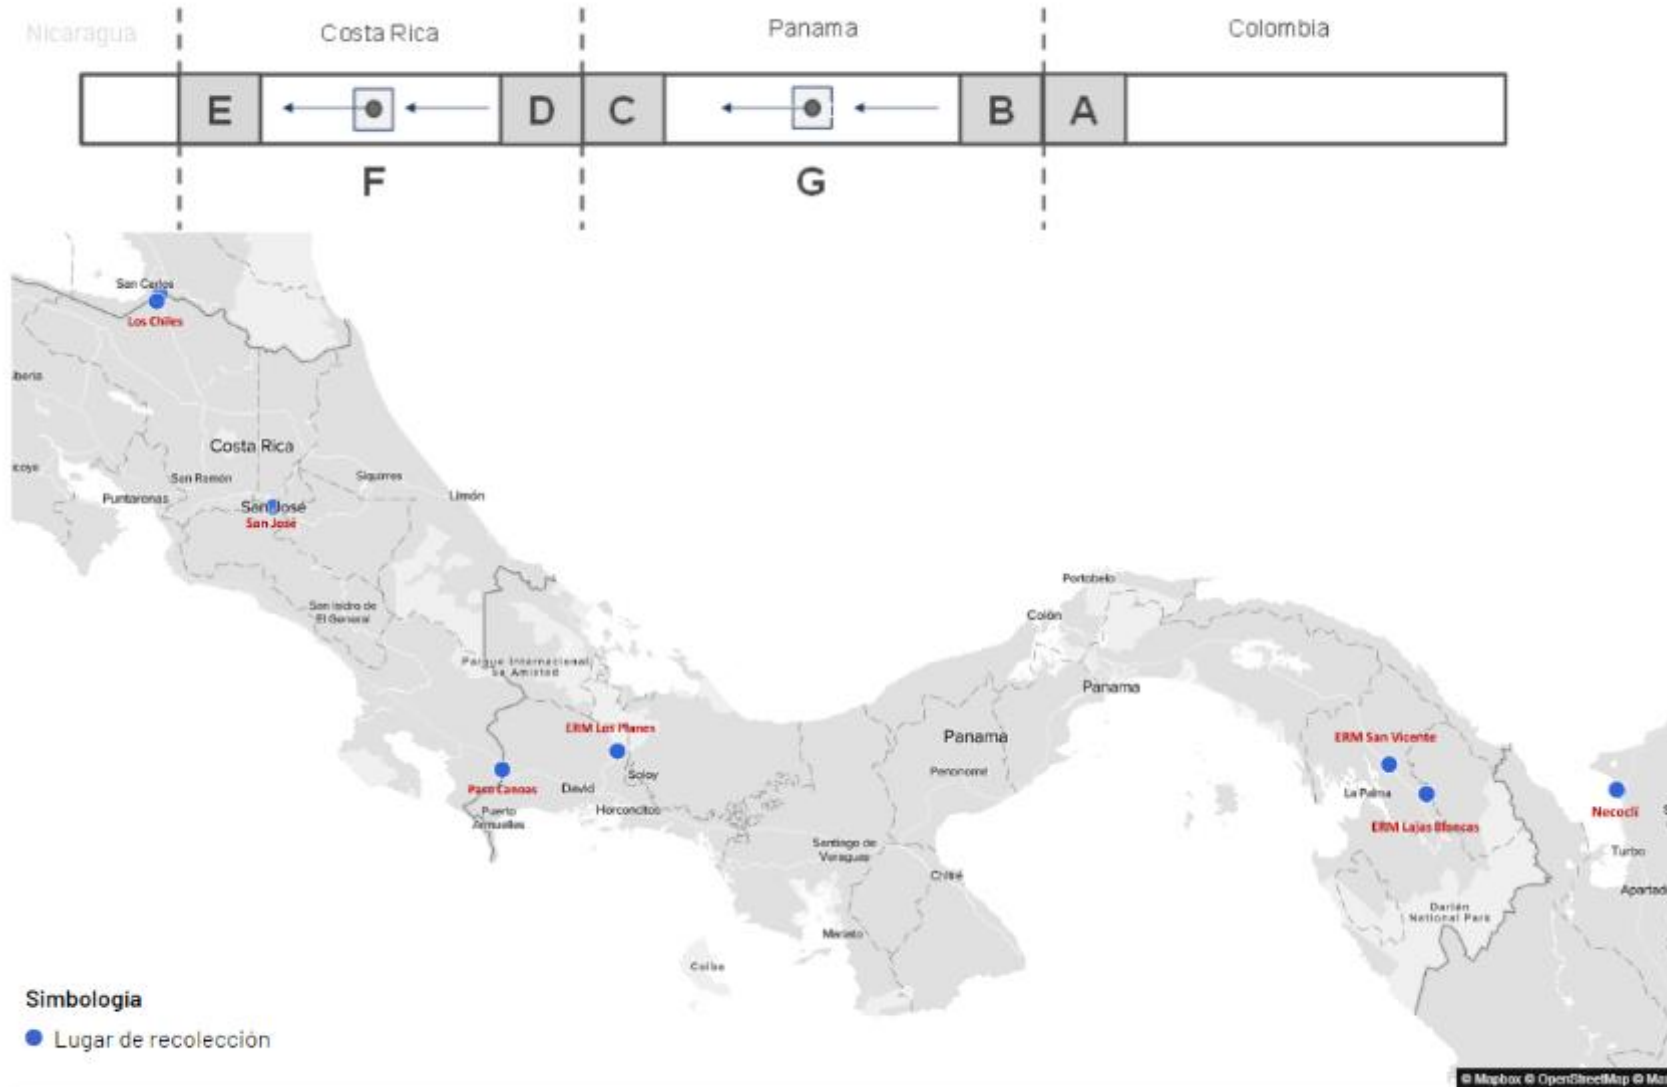 Nicaragua
Costa Rica
Panama
Colombia
E
D
C
B
A
F
G
San Carlos
Los Chiles
Costa Rica
San Ramón
Siquirres
Puntarenas
Limón
San José
San José
San Isidro de
El General
Portobelo
Colón
Parque Internacional
La Amistad
Panama
ERM Los Planes
ERM San Vicente
Panama
Soloy
Penonomé
Paso Canoas
David
La Palma
Puerto
Armuelles
Horconcitos
Necoclí
ERM Lajas Blancas
Santiago de
Veraguas
Turbo
Chitré
Darién
National Park
Mariato
Coiba
Simbología
Lugar de recolección
© Mapbox © OpenStreetMap